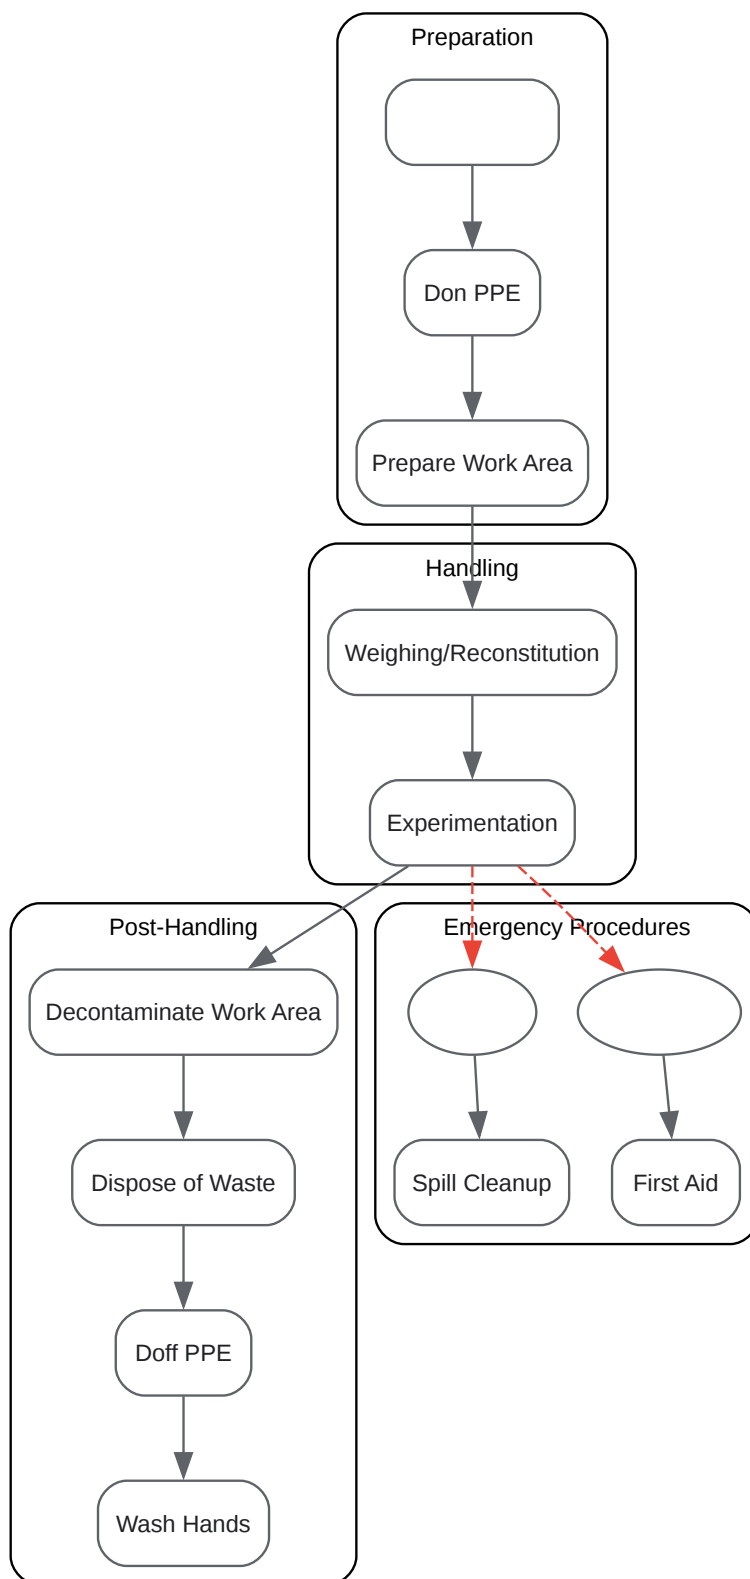 Preparation
Don PPE
Prepare Work Area
Handling
Weighing/Reconstitution
Experimentation
Post-Handling
Emergency Procedures
Decontaminate Work Area
Dispose of Waste
Spill Cleanup
First Aid
Doff PPE
Wash Hands